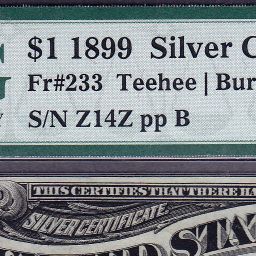 $1 1899 Silver C
Fr#233 Teehee | Bur
S/N Z14Z pp B
THIS CERTIFIES THAT THERE HA
SILVER CERTIFICATE